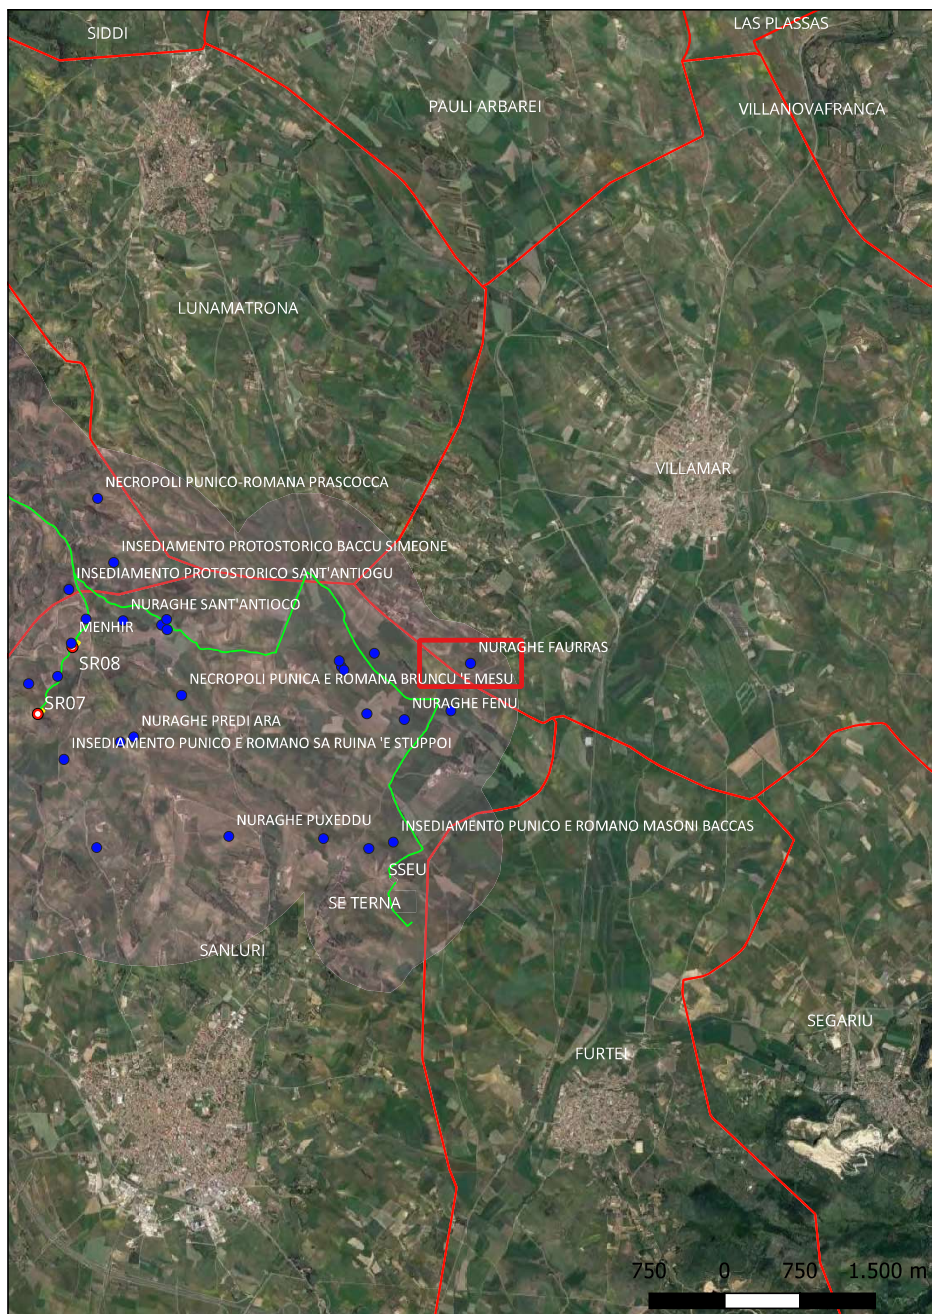 SIDDI
LAS PLASSAS
PAULI ARBAREI
VILLANOVAFRANCA
LUNAMATRONA
VILLAMAR
NECROPOLI PUNICO-ROMANA PRASCOCCA
INSEDIAMENTO PROTOSTORICO BACCU SIMEONE
INSEDIAMENTO PROTOSTORICO SANT'ANTIOGU
NURAGHE SANT'ANTIOCO
MENHIR
NURAGHE FAURRAS
SR08
NECROPOLI PUNICA E ROMANA BRUNCU 'E MESU
SR07
NURAGHE FENU
NURAGHE PREDI ARA
INSEDIAMENTO PUNICO E ROMANO SA RUINA 'E STUPPOI
NURAGHE PUXEDDU
INSEDIAMENTO PUNICO E ROMANO MASONI BACCAS
SSEU
SE TERNA
SANLURI
SEGARIU
FURTEI
750 0 750 1.500 m